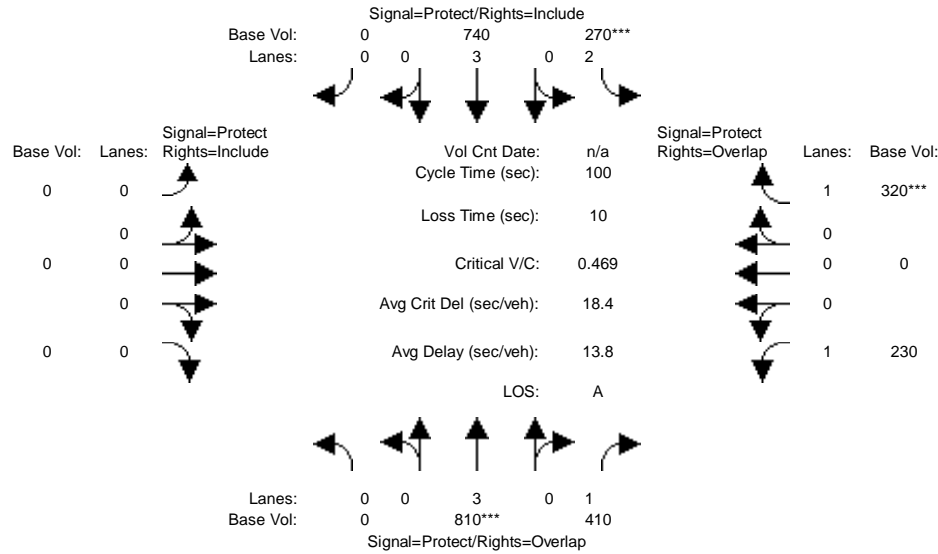 Signal=Protect/Rights=Include
Base Vol: 0 740 270***
Lanes: 0 0 3 0 2
Signal=Protect
Base Vol: Lanes: Rights=Include
Vol Cnt Date: n/a
Signal=Protect
Rights=Overlap Lanes: Base Vol:
Cycle Time (sec): 100
0 0
1 320***
Loss Time (sec): 10
0
0
0 0
Critical V/C: 0.469
0 0
0
Avg Crit Del (sec/veh): 18.4
0
0 0
Avg Delay (sec/veh): 13.8
1 230
LOS: A
Lanes: 0 0 3 0 1
Base Vol: 0 810*** 410
Signal=Protect/Rights=Overlap